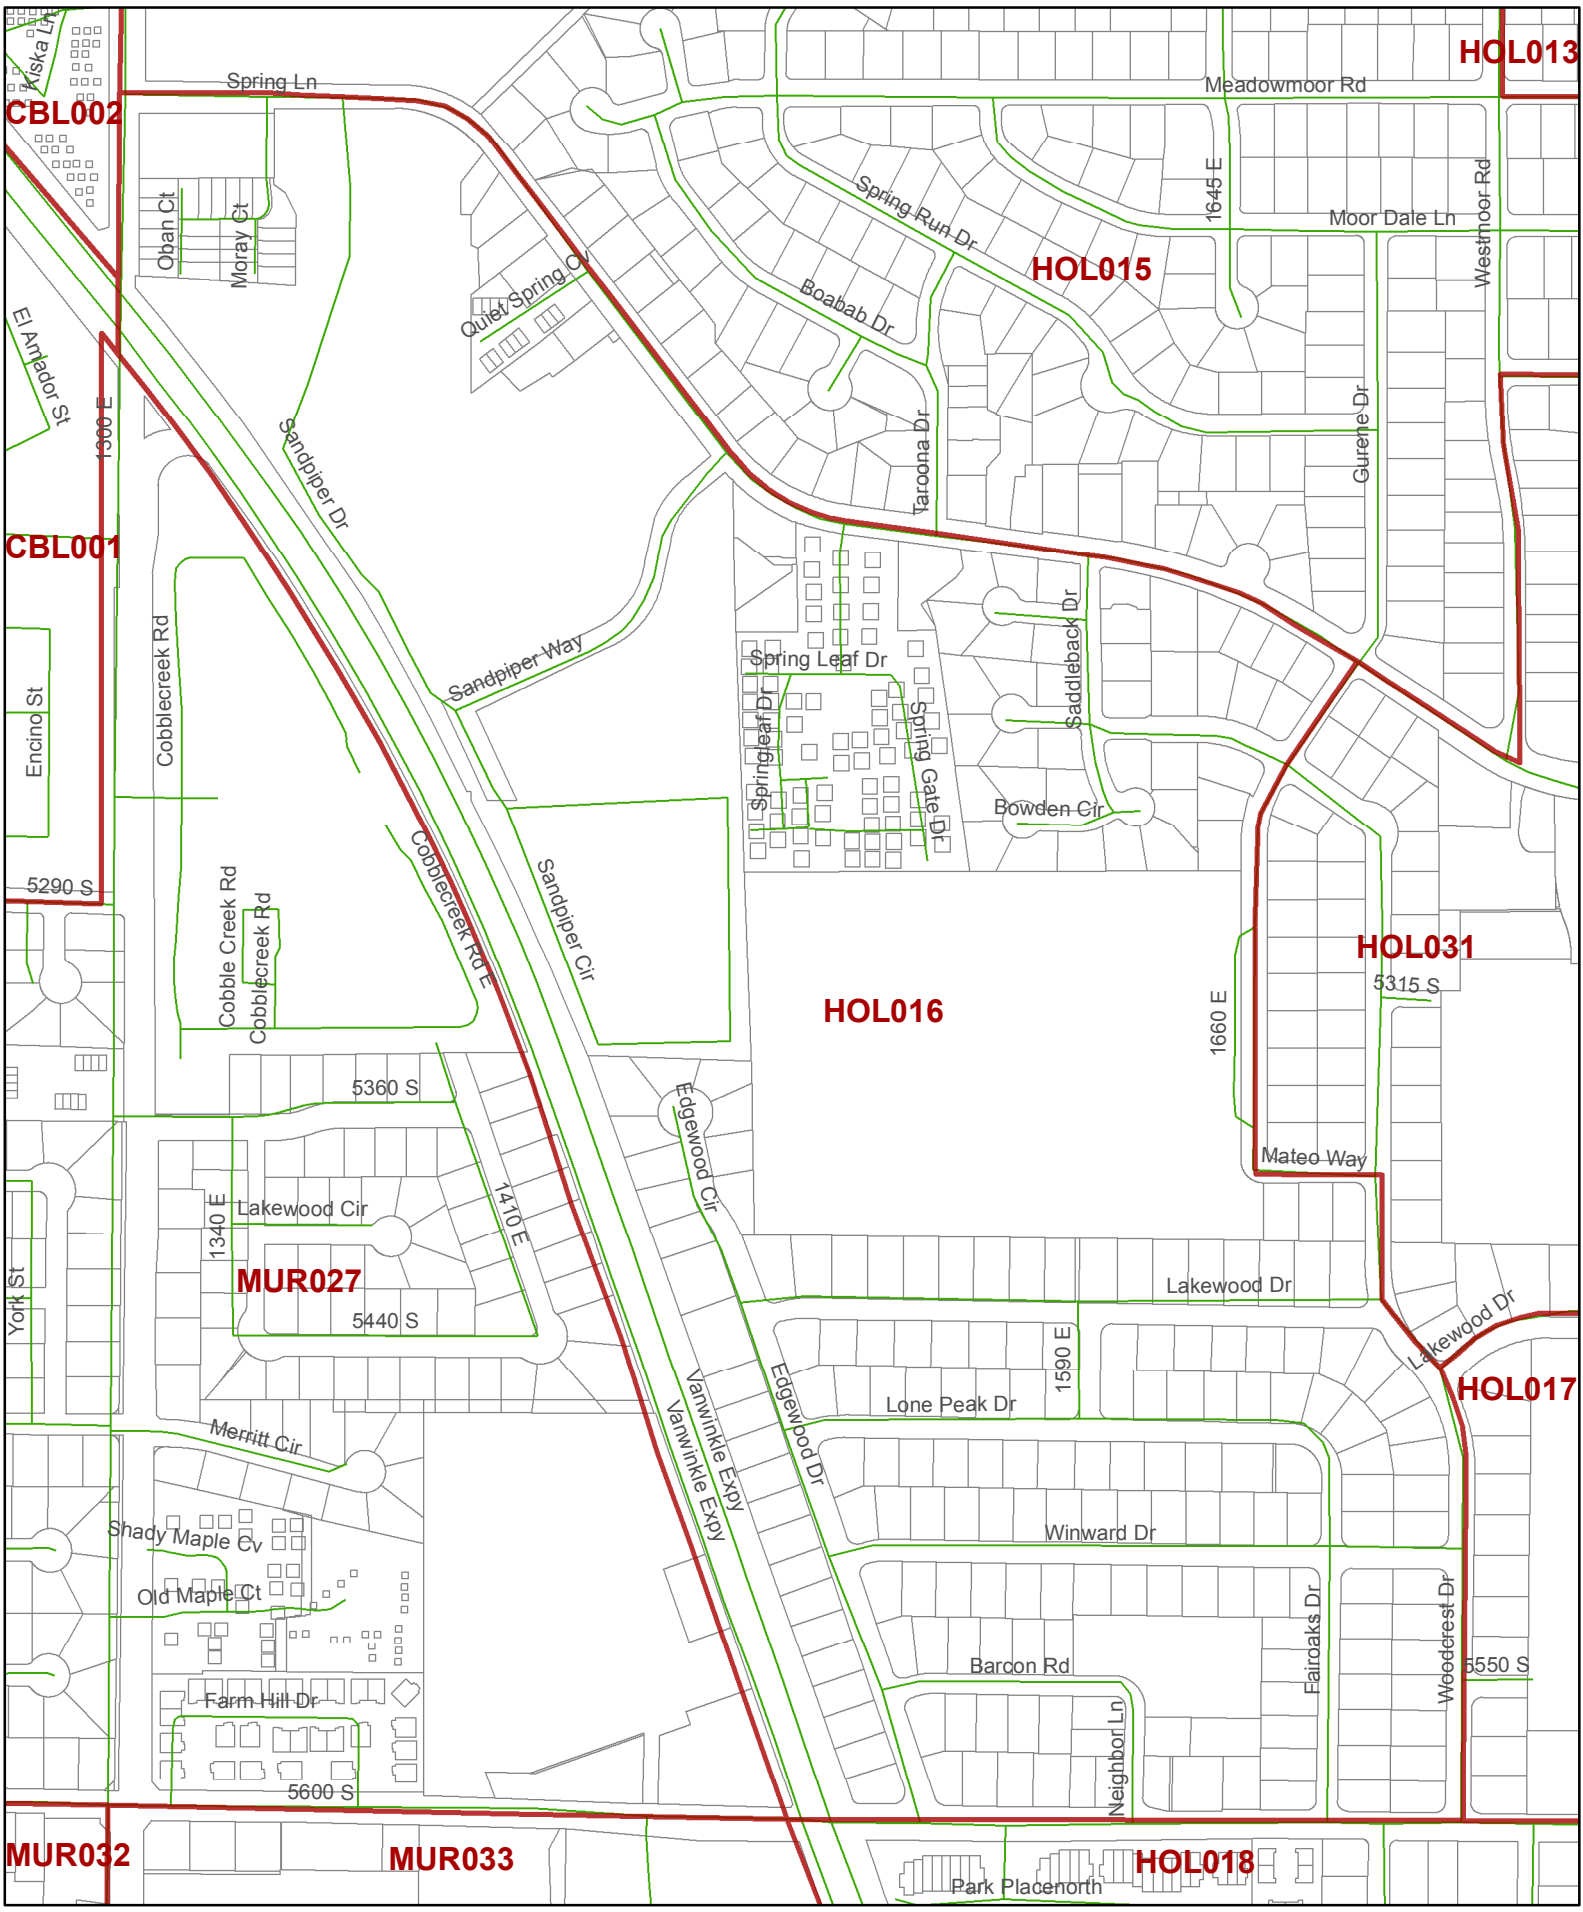 Kiska Ln
HOL013
Spring Ln
Meadowmoor Rd
CBL002
Spring Run Dr
1645 E
Moor Dale Ln
Westmoor Rd
Oban Ct
Moray Ct
HOL015
Quiet Spring Cv
Boabab Dr
El Amador St
1300 E
Sandpiper Dr
Taroona Dr
Gurene Dr
CBL001
Cobblecreek Rd
Sandpiper Way
Spring Leaf Dr
Saddleback Dr
Encino St
Springleaf Dr
Spring Gate Dr
Bowden Cir
5290 S
Cobble Creek Rd
Cobblecreek Rd
Cobblecreek Rd E
Sandpiper Cir
HOL031
5315 S
HOL016
1660 E
5360 S
Edgewood Cir
Mateo Way
1340 E
Lakewood Cir
1410 E
York St
MUR027
5440 S
Lakewood Dr
Lakewood Dr
1590 E
HOL017
Vanwinkle Expy
Vanwinkle Expy
Edgewood Dr
Lone Peak Dr
Merritt Cir
Shady Maple Cv
Winward Dr
Old Maple Ct
Fairoaks Dr
Woodcrest Dr
Barcon Rd
5550 S
Farm Hill Dr
Neighbor Ln
5600 S
MUR032
MUR033
HOL018
Park Placenorth